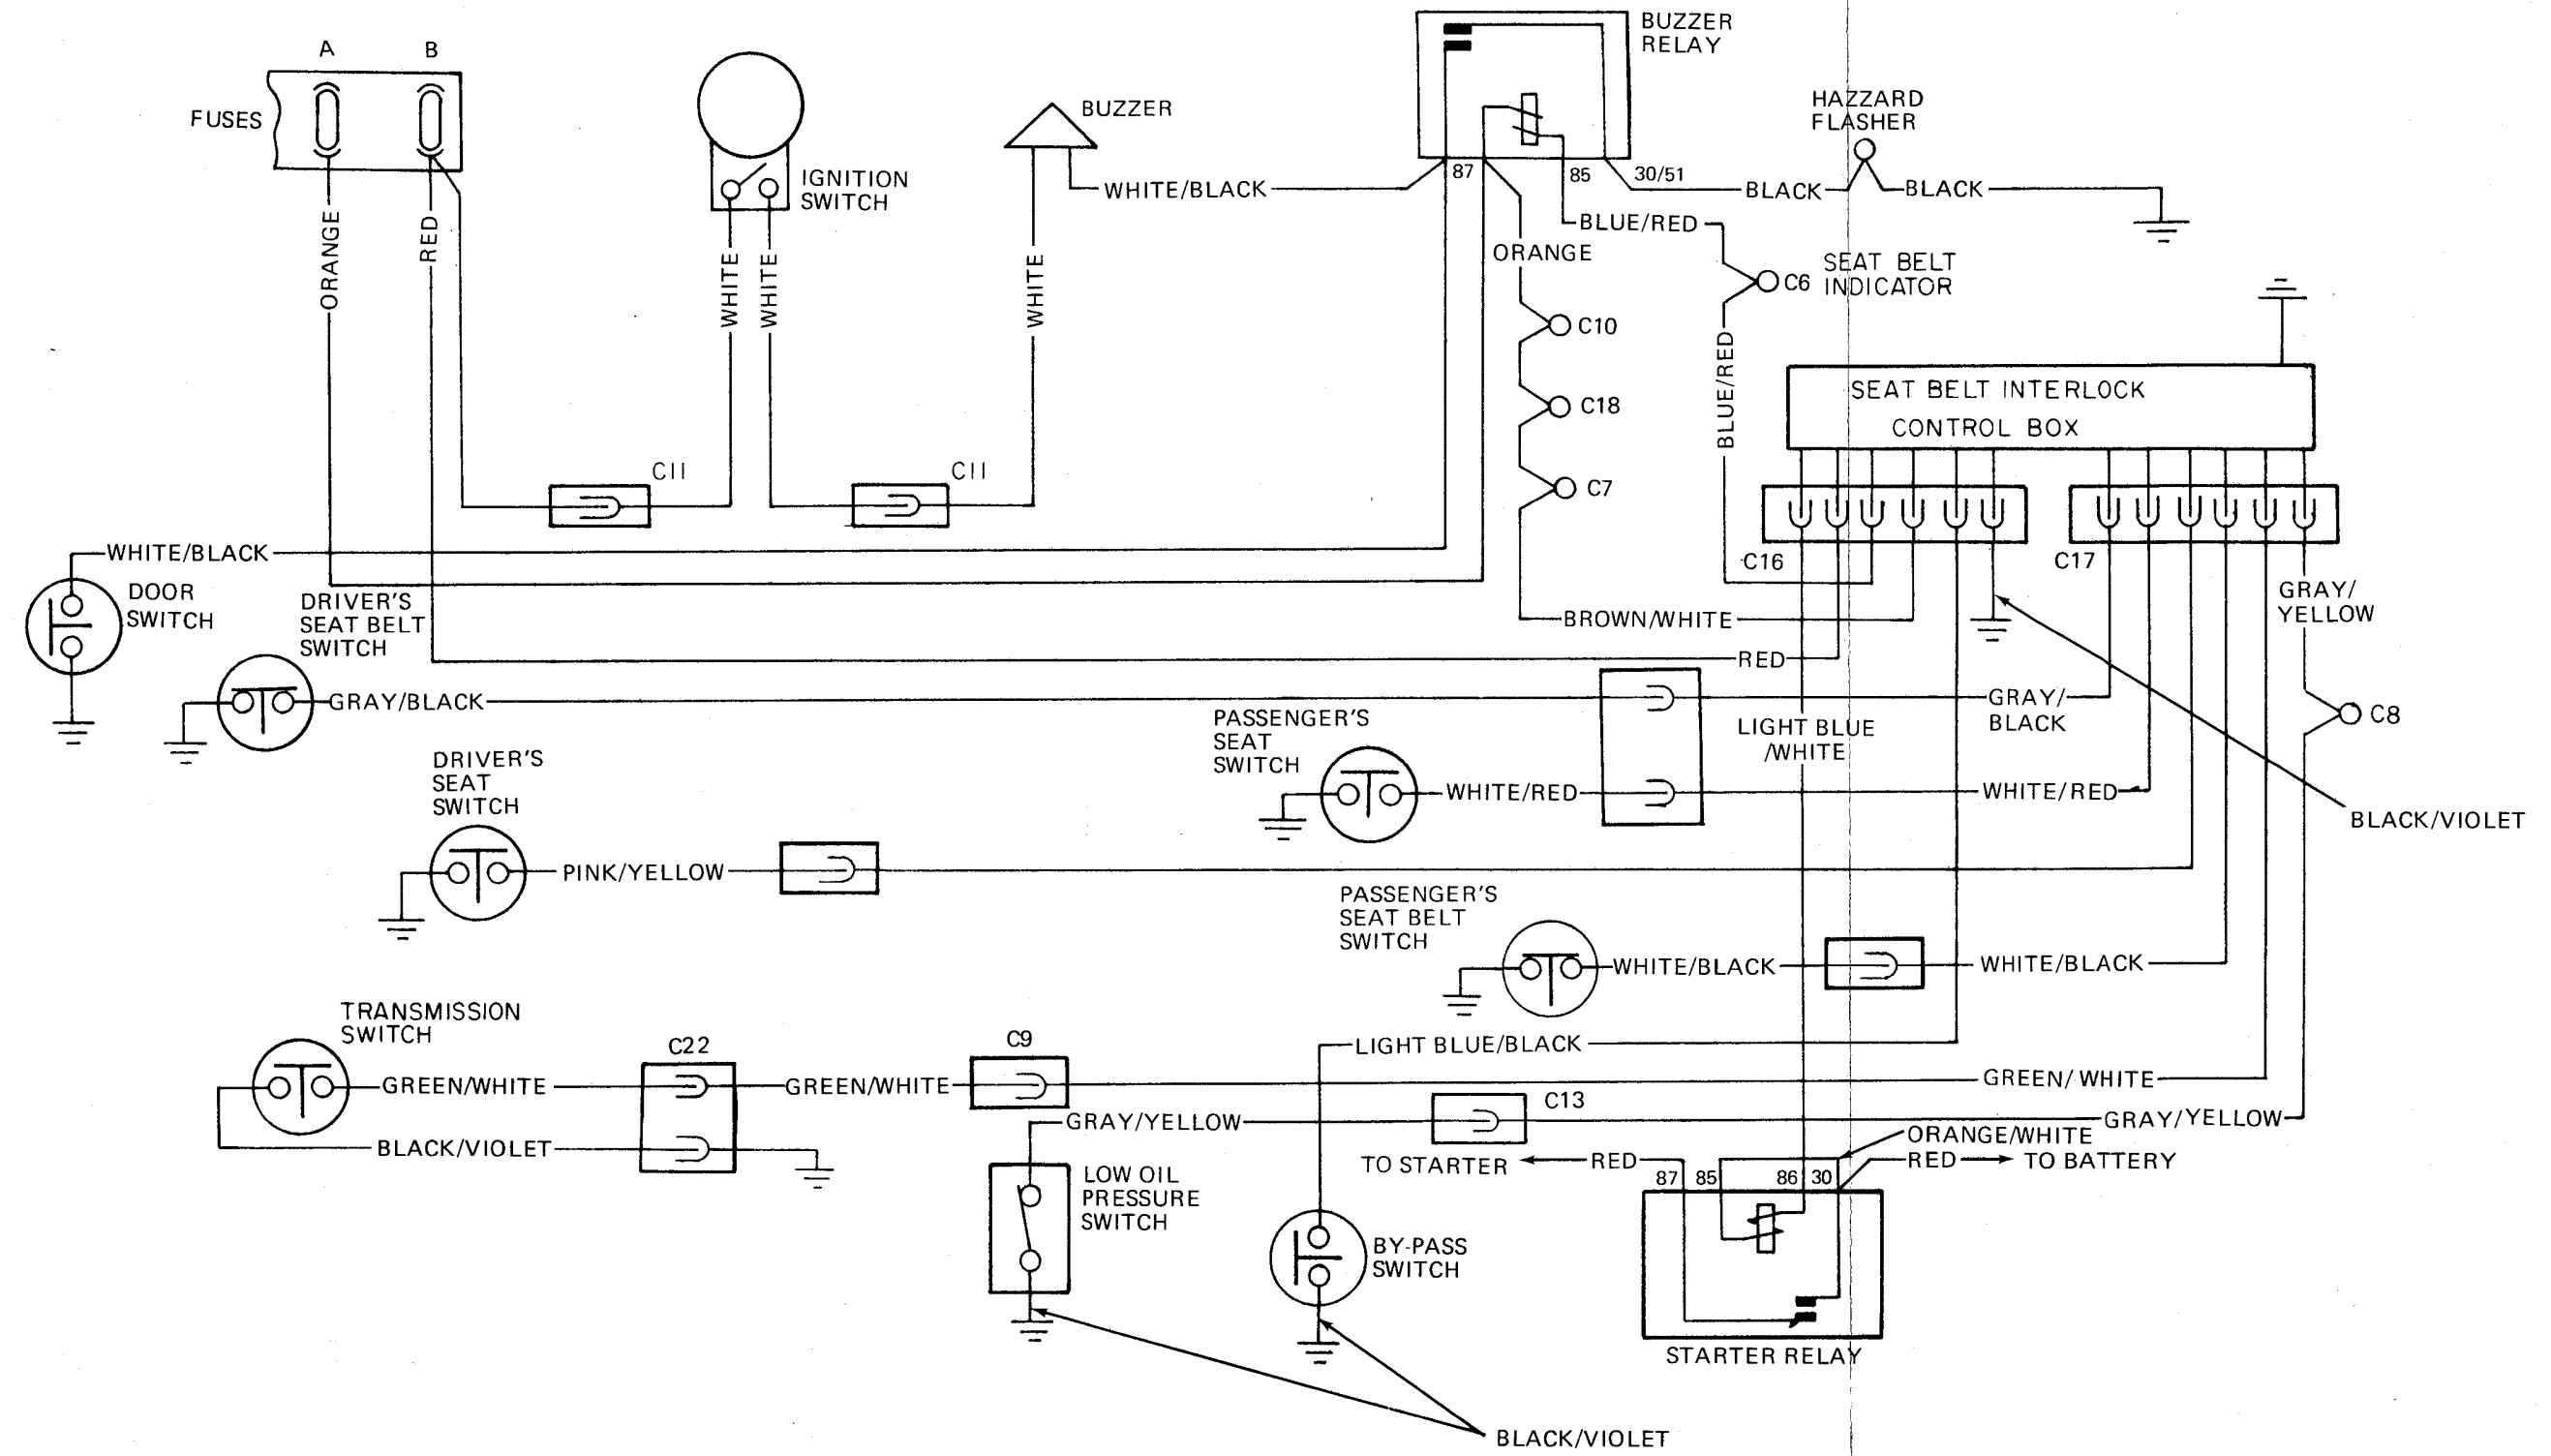 A
B
FUSES
ORANGE
RED
IGNITION
SWITCH
WHITE
WHITE
BUZZER
WHITE
WHITE/BLACK
BUZZER
RELAY
87
85
30/51
BLACK
HAZZARD
FLASHER
BLACK
BLUE/RED
ORANGE
C6
SEAT BELT
INDICATOR
C10
C18
C7
BLUE/RED
SEAT BELT INTERLOCK
CONTROL BOX
C11
C11
C16
C17
WHITE/BLACK
DOOR
SWITCH
DRIVER'S
SEAT BELT
SWITCH
BROWN/WHITE
GRAY/
YELLOW
RED
GRAY/BLACK
GRAY/
BLACK
C8
PASSENGER'S
SEAT
SWITCH
LIGHT BLUE
/WHITE
WHITE/RED
WHITE/RED
BLACK/VIOLET
DRIVER'S
SEAT
SWITCH
PINK/YELLOW
PASSENGER'S
SEAT BELT
SWITCH
WHITE/BLACK
WHITE/BLACK
TRANSMISSION
SWITCH
C22
C9
LIGHT BLUE/BLACK
GREEN/WHITE
GREEN/WHITE
GREEN/WHITE
GRAY/YELLOW
C13
GRAY/YELLOW
BLACK/VIOLET
ORANGE/WHITE
TO STARTER
RED
RED
TO BATTERY
87
85
86
30
LOW OIL
PRESSURE
SWITCH
BY-PASS
SWITCH
STARTER RELAY
BLACK/VIOLET